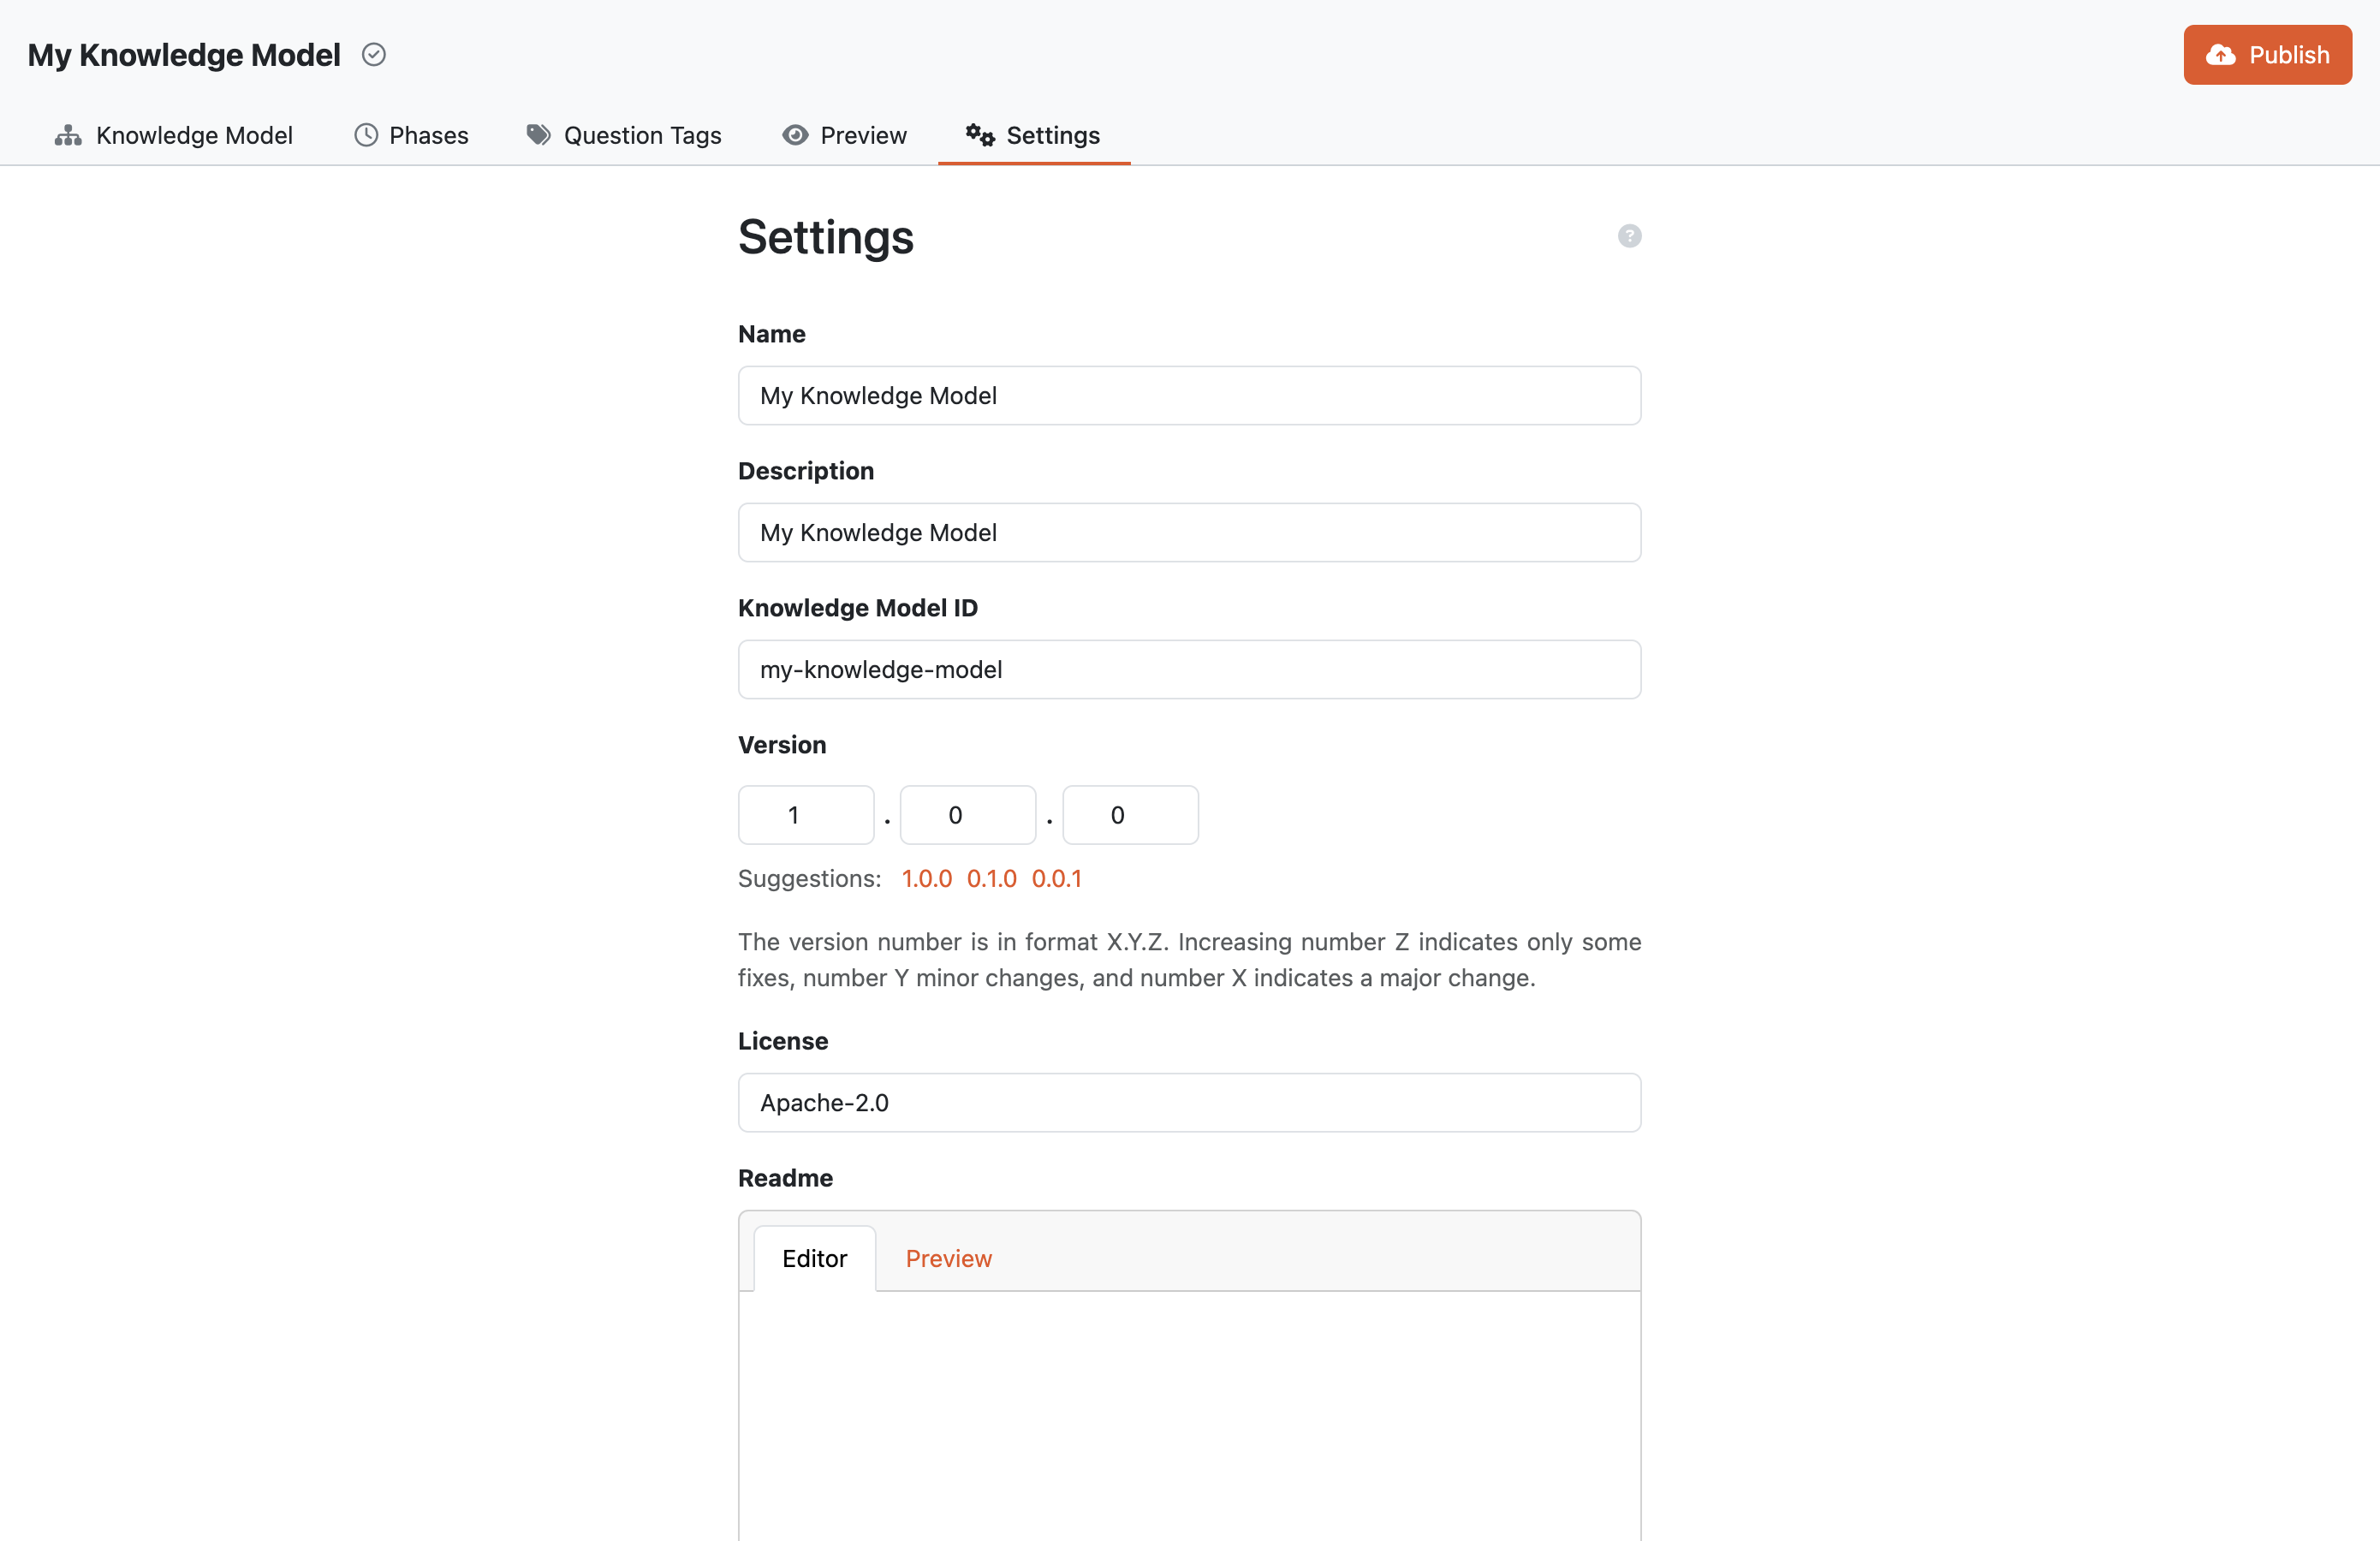 My Knowledge Model
Publish
Knowledge Model
Phases
Question Tags
Preview
Settings
Settings
?
Name
My Knowledge Model
Description
My Knowledge Model
Knowledge Model ID
my-knowledge-model
Version
1 . 0 . 0
Suggestions: 1.0.0 0.1.0 0.0.1
The version number is in format X.Y.Z. Increasing number Z indicates only some
fixes, number Y minor changes, and number X indicates a major change.
License
Apache-2.0
Readme
Editor
Preview